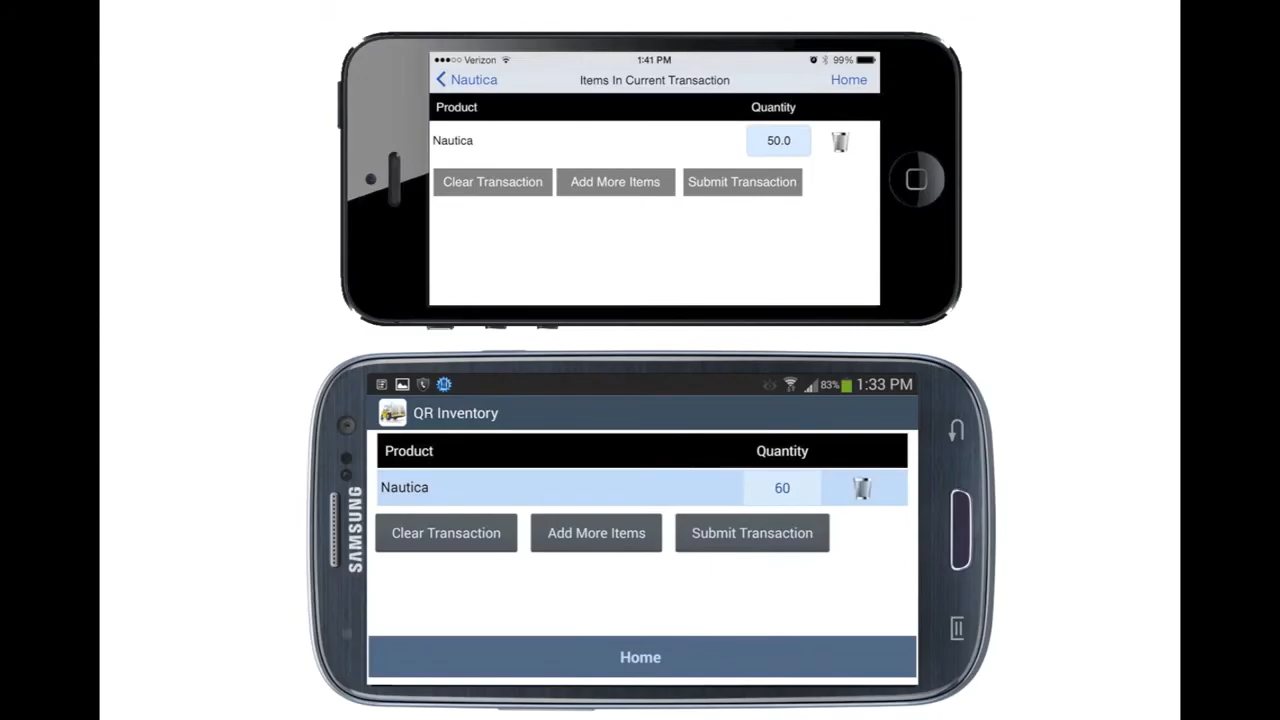 Verizon 1:41 PM 99%
Nautica Items In Current Transaction Home
Product Quantity
Nautica 50.0
Clear Transaction Add More Items Submit Transaction
83% 1:33 PM
QR Inventory
Product Quantity
Nautica 60
Clear Transaction Add More Items Submit Transaction
Home
SAMSUNG